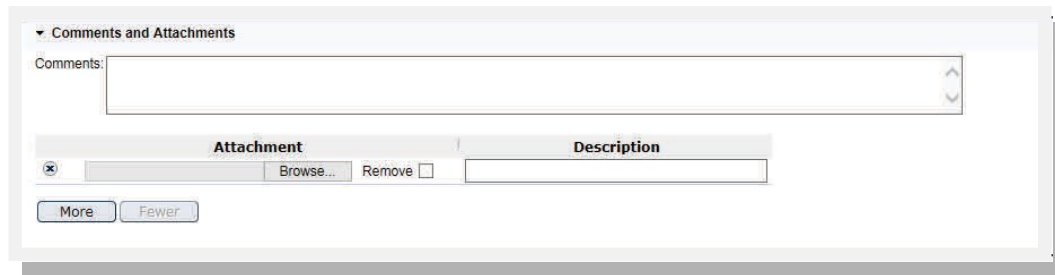 Comments and Attachments
Comments:
Attachment Description
Browse... Remove
More Fewer